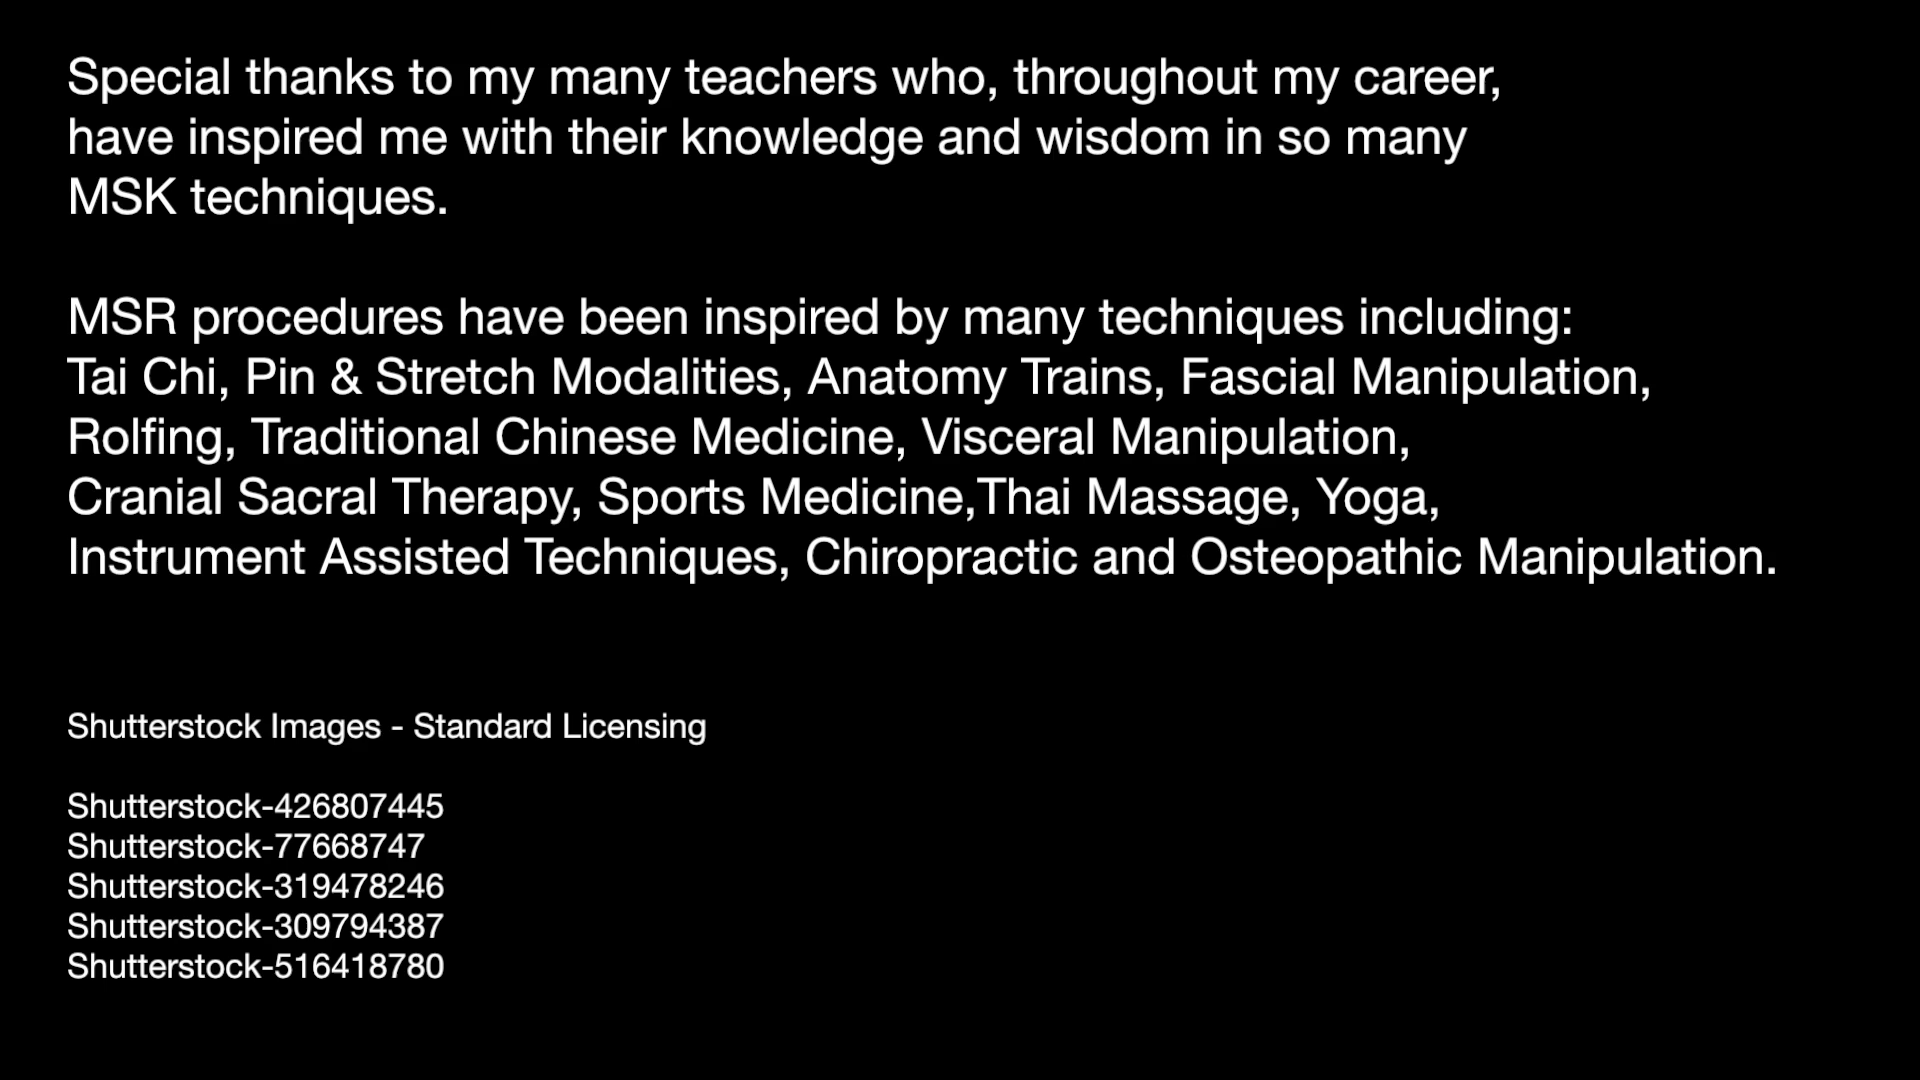 Special thanks to my many teachers who, throughout my career,
have inspired me with their knowledge and wisdom in so many
MSK techniques.
MSR procedures have been inspired by many techniques including:
Tai Chi, Pin & Stretch Modalities, Anatomy Trains, Fascial Manipulation,
Rolfing, Traditional Chinese Medicine, Visceral Manipulation,
Cranial Sacral Therapy, Sports Medicine,Thai Massage, Yoga,
Instrument Assisted Techniques, Chiropractic and Osteopathic Manipulation.
Shutterstock Images - Standard Licensing
Shutterstock-426807445
Shutterstock-77668747
Shutterstock-319478246
Shutterstock-309794387
Shutterstock-516418780